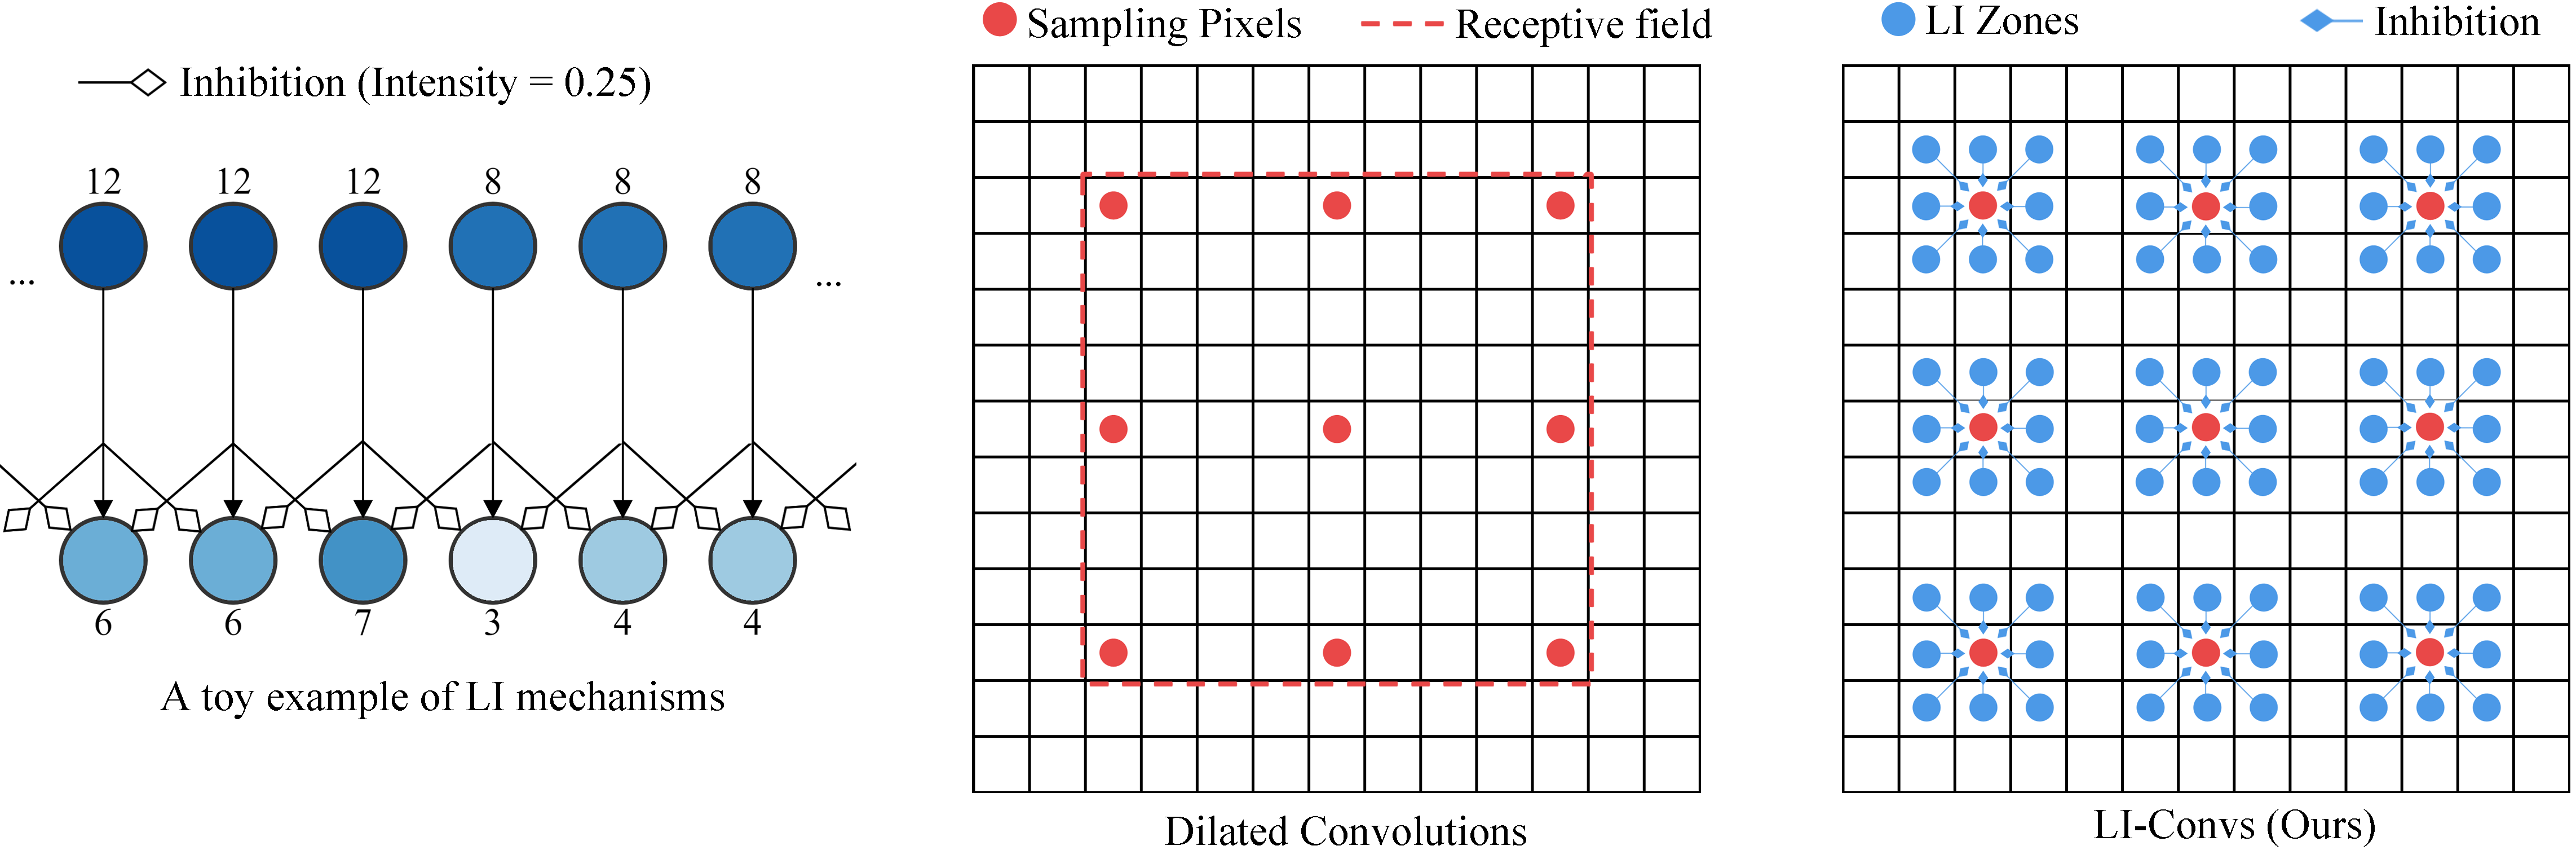 Inhibition (Intensity = 0.25)
12 12 12 8 8 8
... ...
6 6 7 3 4 4
A toy example of LI mechanisms
Sampling Pixels Receptive field
Dilated Convolutions
LI Zones Inhibition
LI-Convs (Ours)